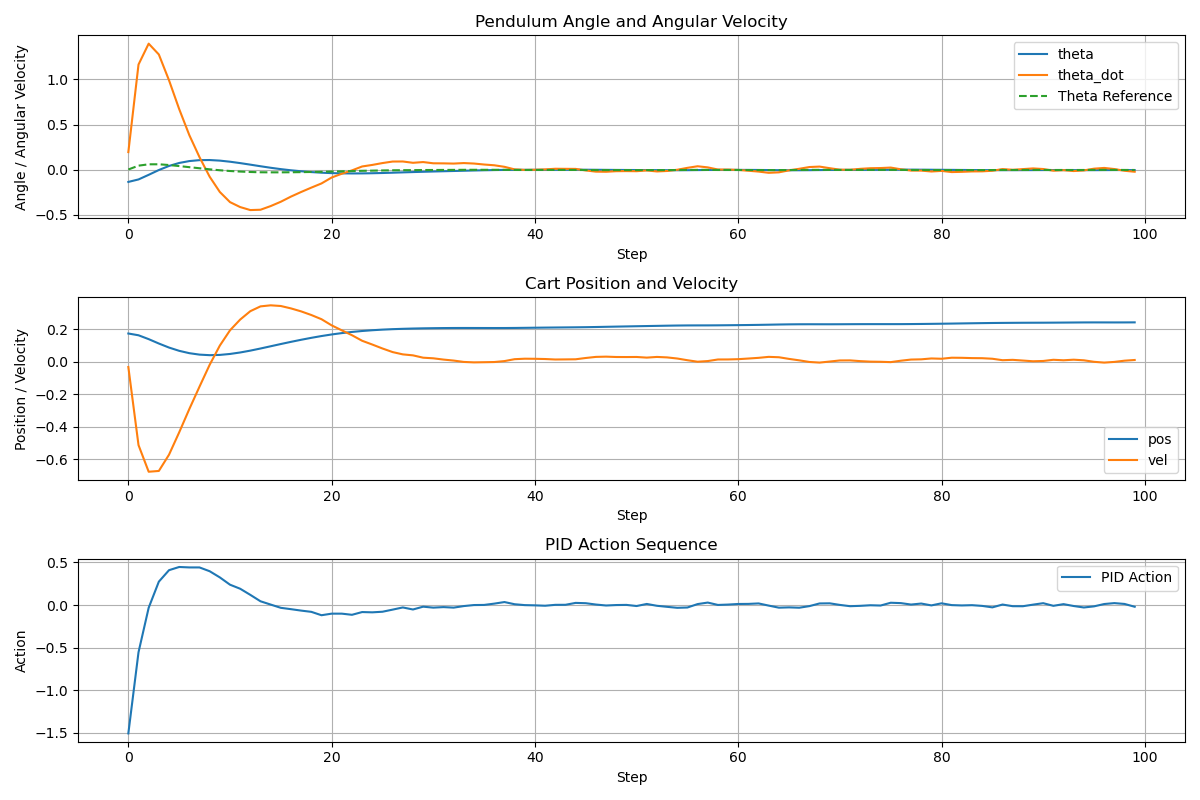 Pendulum Angle and Angular Velocity
Angle / Angular Velocity
1.0
0.5
0.0
−0.5
theta
theta_dot
Theta Reference
0 20 40 60 80 100
Step
Cart Position and Velocity
Position / Velocity
0.2
0.0
−0.2
−0.4
−0.6
pos
vel
0 20 40 60 80 100
Step
PID Action Sequence
Action
0.5
0.0
−0.5
−1.0
−1.5
PID Action
0 20 40 60 80 100
Step